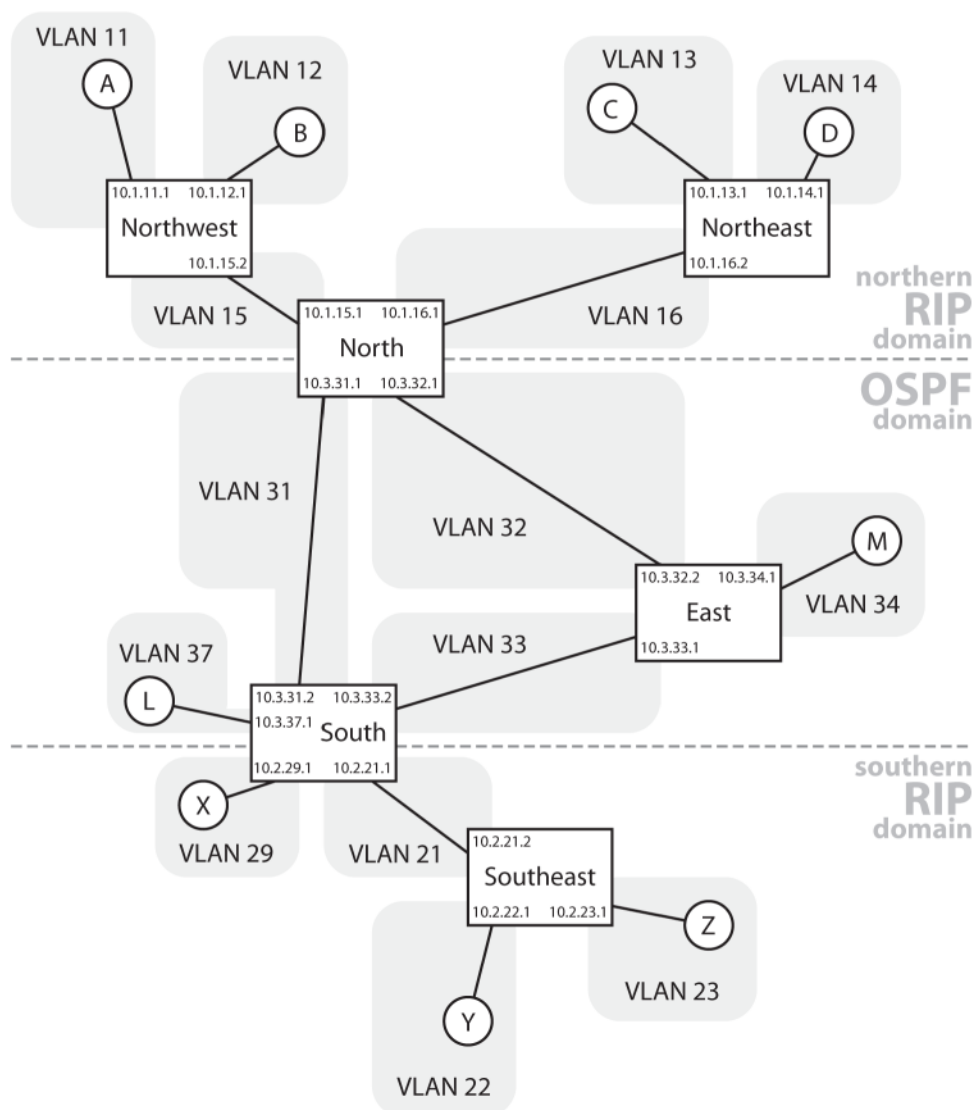 VLAN 11
A
VLAN 12
B
VLAN 13
C
VLAN 14
D
10.1.11.1 10.1.12.1
Northwest
10.1.15.2
10.1.13.1 10.1.14.1
Northeast
10.1.16.2
northern
RIP
domain
VLAN 15
VLAN 16
10.1.15.1 10.1.16.1
North
10.3.31.1 10.3.32.1
OSPF
domain
VLAN 31
VLAN 32
M
VLAN 34
10.3.32.2 10.3.34.1
East
10.3.33.1
VLAN 33
VLAN 37
L
10.3.31.2 10.3.33.2
10.3.37.1
South
10.2.29.1 10.2.21.1
southern
RIP
domain
X
VLAN 29
VLAN 21
10.2.21.2
Southeast
10.2.22.1 10.2.23.1
Z
VLAN 23
Y
VLAN 22